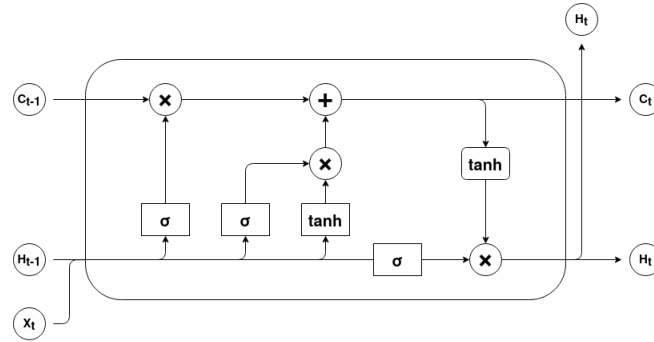 Ht
Ct-1
×
+
Ct
×
tanh
σ
σ
tanh
Ht-1
σ
×
Ht
Xt